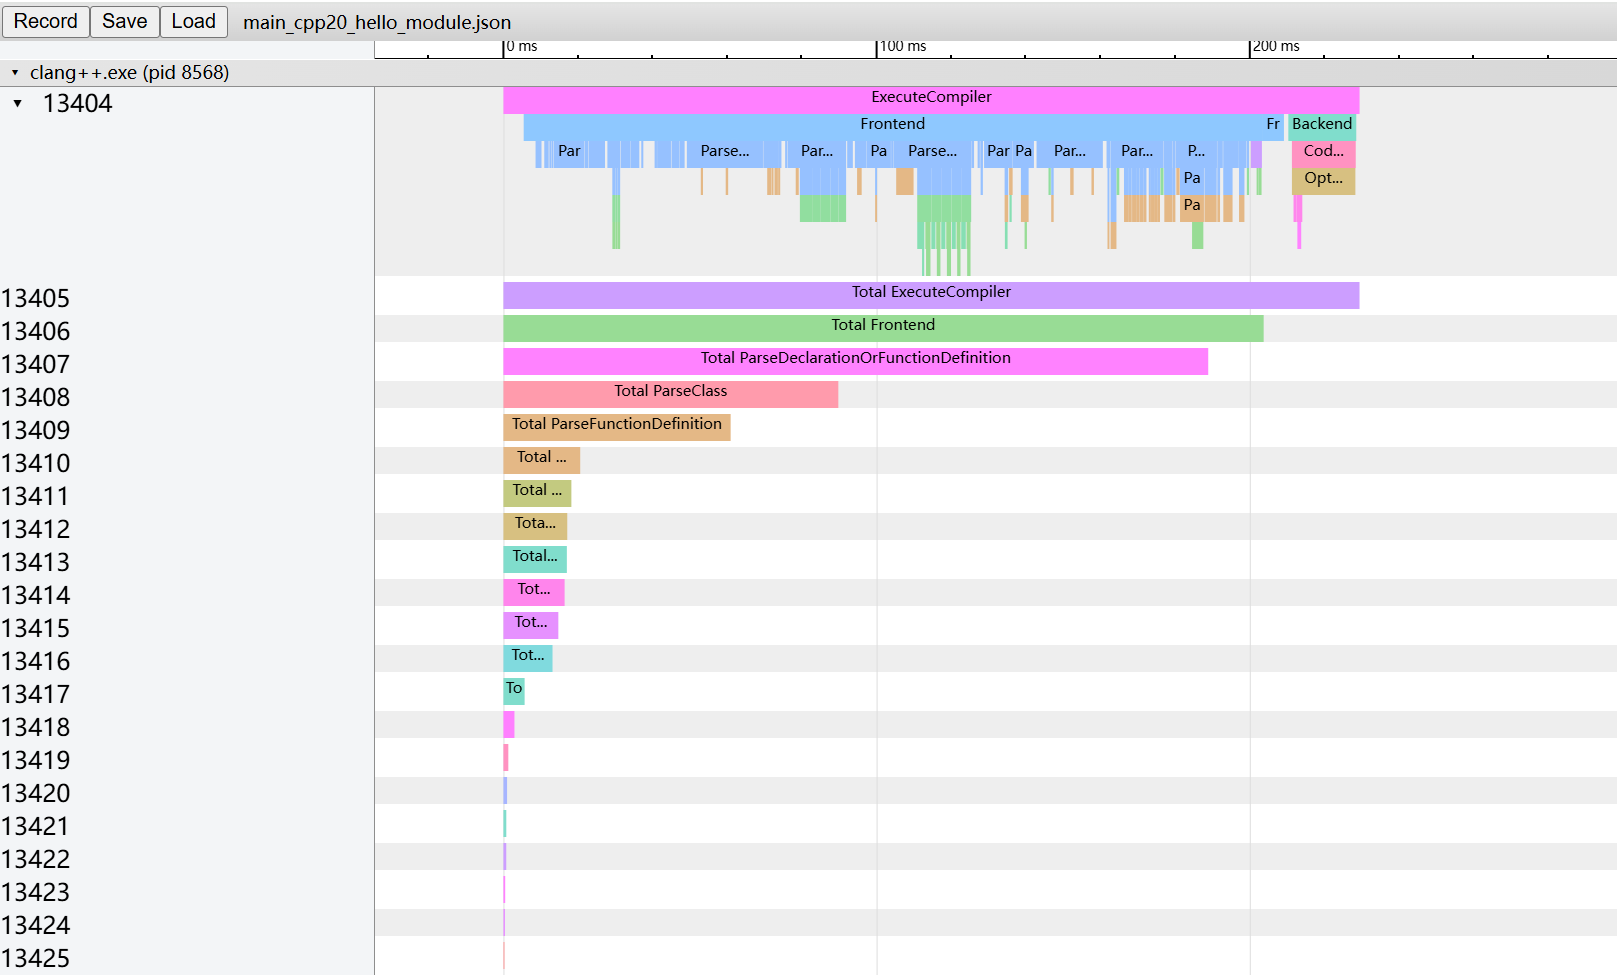 Record Save Load main_cpp20_hello_module.json
0 ms 100 ms 200 ms
clang++.exe (pid 8568)
13404 ExecuteCompiler
Frontend Fr Backend
Par Parse... Par... Pa Parse... Par Pa Par... Par... P... Cod...
Pa Opt...
Pa
13405 Total ExecuteCompiler
13406 Total Frontend
13407 Total ParseDeclarationOrFunctionDefinition
13408 Total ParseClass
13409 Total ParseFunctionDefinition
13410 Total ...
13411 Total ...
13412 Tota...
13413 Total...
13414 Tot...
13415 Tot...
13416 Tot...
13417 To
13418
13419
13420
13421
13422
13423
13424
13425